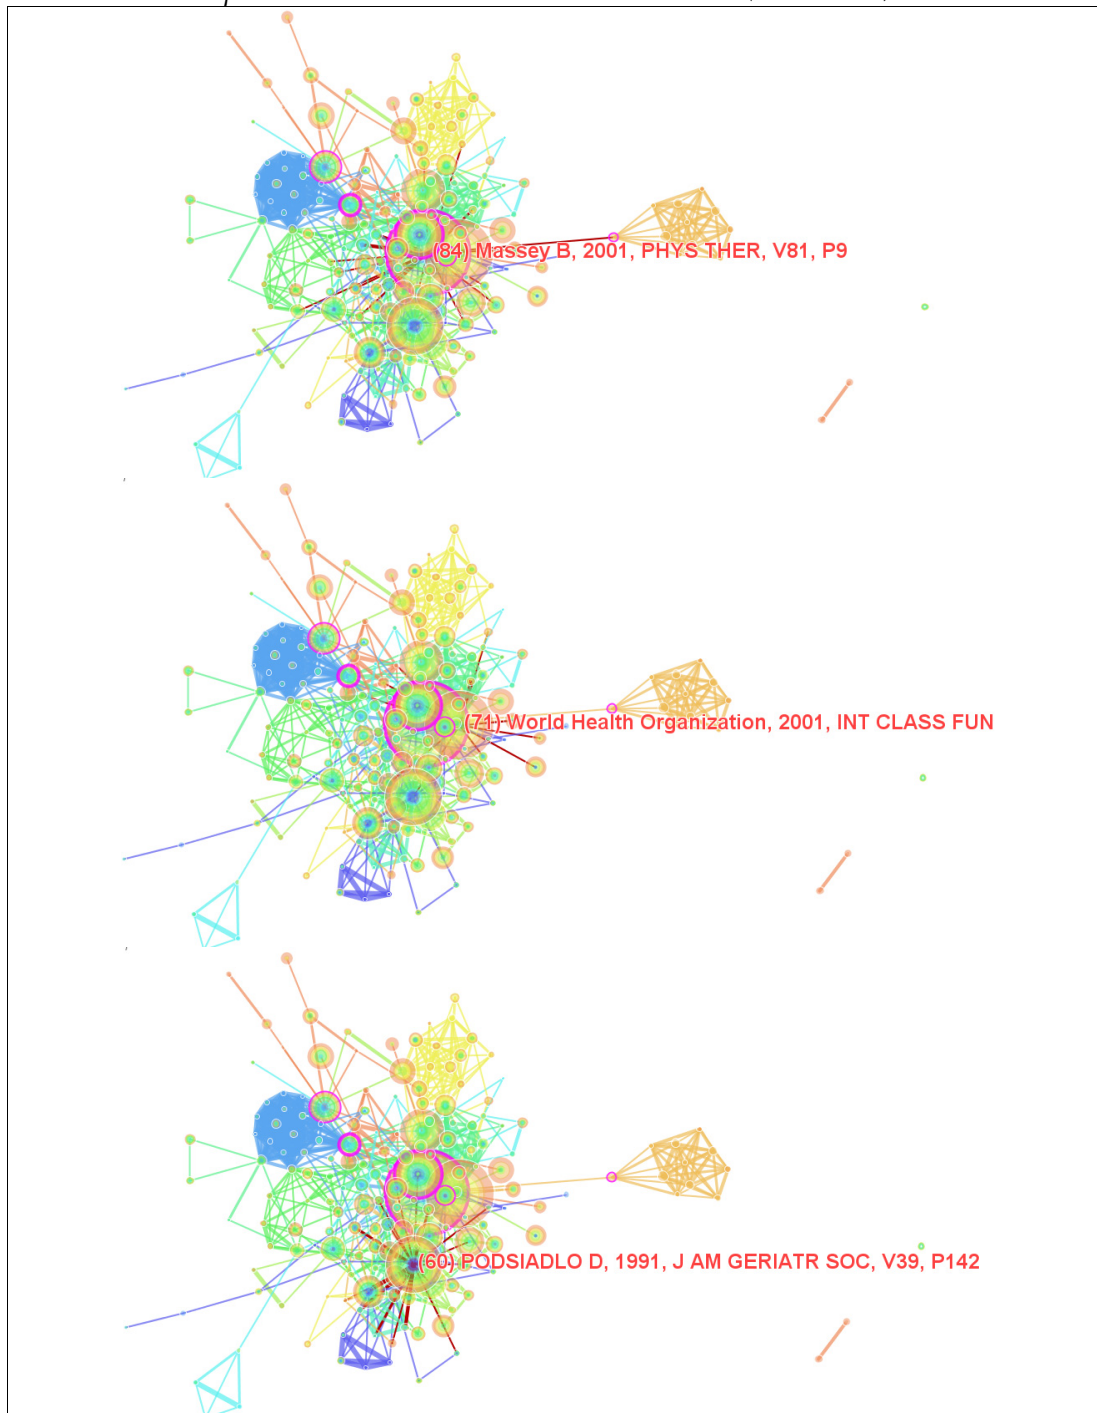 (84) Massey B, 2001, PHYS THER, V81, P9
(71) World Health Organization, 2001, INT CLASS FUN
(60) PODSIADLO D, 1991, J AM GERIATR SOC, V39, P142